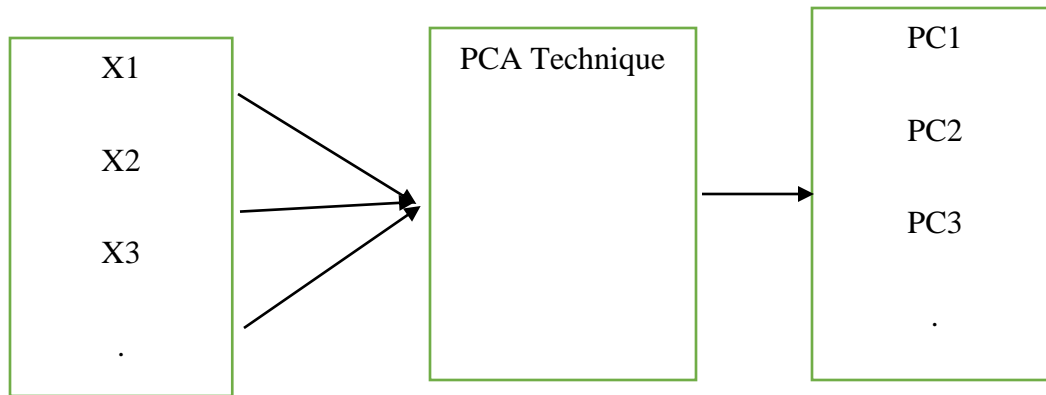 X1
X2
X3
.
PCA Technique
PC1
PC2
PC3
.